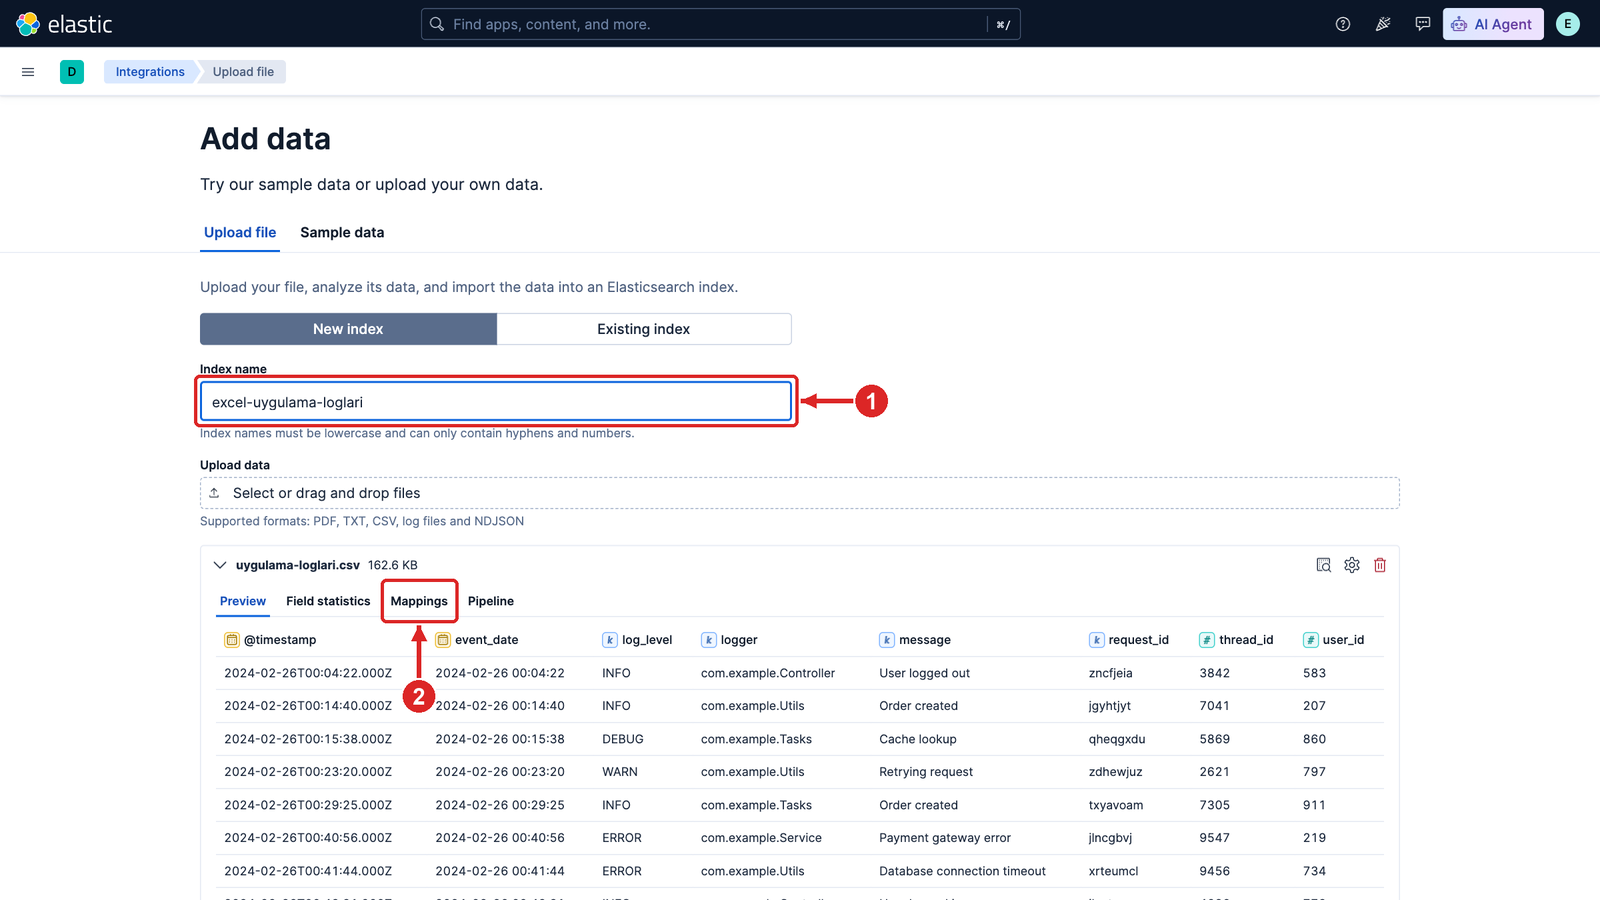 elastic
Find apps, content, and more.
⌘/
AI Agent
E
D
Integrations
Upload file
Add data
Try our sample data or upload your own data.
Upload file
Sample data
Upload your file, analyze its data, and import the data into an Elasticsearch index.
New index
Existing index
Index name
excel-uygulama-loglari
1
Index names must be lowercase and can only contain hyphens and numbers.
Upload data
Select or drag and drop files
Supported formats: PDF, TXT, CSV, log files and NDJSON
uygulama-loglari.csv 162.6 KB
Preview Field statistics Mappings Pipeline
@timestamp event_date k log_level k logger k message k request_id # thread_id # user_id
2024-02-26T00:04:22.000Z 2024-02-26 00:04:22 INFO com.example.Controller User logged out zncfjeia 3842 583
2
2024-02-26T00:14:40.000Z 2024-02-26 00:14:40 INFO com.example.Utils Order created jgyhtjyt 7041 207
2024-02-26T00:15:38.000Z 2024-02-26 00:15:38 DEBUG com.example.Tasks Cache lookup qheqgxdu 5869 860
2024-02-26T00:23:20.000Z 2024-02-26 00:23:20 WARN com.example.Utils Retrying request zdhewjuz 2621 797
2024-02-26T00:29:25.000Z 2024-02-26 00:29:25 INFO com.example.Tasks Order created txyavoam 7305 911
2024-02-26T00:40:56.000Z 2024-02-26 00:40:56 ERROR com.example.Service Payment gateway error jlncgbvj 9547 219
2024-02-26T00:41:44.000Z 2024-02-26 00:41:44 ERROR com.example.Utils Database connection timeout xrteumcl 9456 734